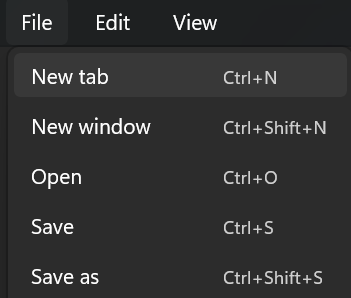 File Edit View
New tab Ctrl+N
New window Ctrl+Shift+N
Open Ctrl+O
Save Ctrl+S
Save as Ctrl+Shift+S